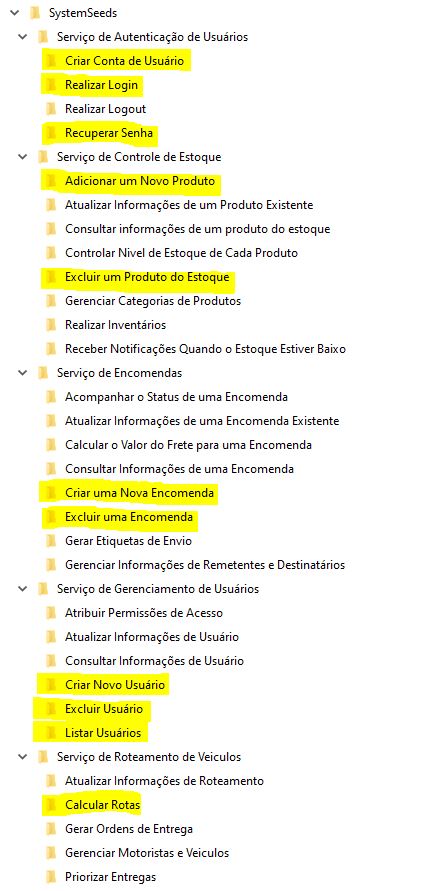 SystemSeeds
Serviço de Autenticação de Usuários
Criar Conta de Usuário
Realizar Login
Realizar Logout
Recuperar Senha
Serviço de Controle de Estoque
Adicionar um Novo Produto
Atualizar Informações de um Produto Existente
Consultar informações de um produto do estoque
Controlar Nivel de Estoque de Cada Produto
Excluir um Produto do Estoque
Gerenciar Categorias de Produtos
Realizar Inventários
Receber Notificações Quando o Estoque Estiver Baixo
Serviço de Encomendas
Acompanhar o Status de uma Encomenda
Atualizar Informações de uma Encomenda Existente
Calcular o Valor do Frete para uma Encomenda
Consultar Informações de uma Encomenda
Criar uma Nova Encomenda
Excluir uma Encomenda
Gerar Etiquetas de Envio
Gerenciar Informações de Remetentes e Destinatários
Serviço de Gerenciamento de Usuários
Atribuir Permissões de Acesso
Atualizar Informações de Usuário
Consultar Informações de Usuário
Criar Novo Usuário
Excluir Usuário
Listar Usuários
Serviço de Roteamento de Veiculos
Atualizar Informações de Roteamento
Calcular Rotas
Gerar Ordens de Entrega
Gerenciar Motoristas e Veiculos
Priorizar Entregas